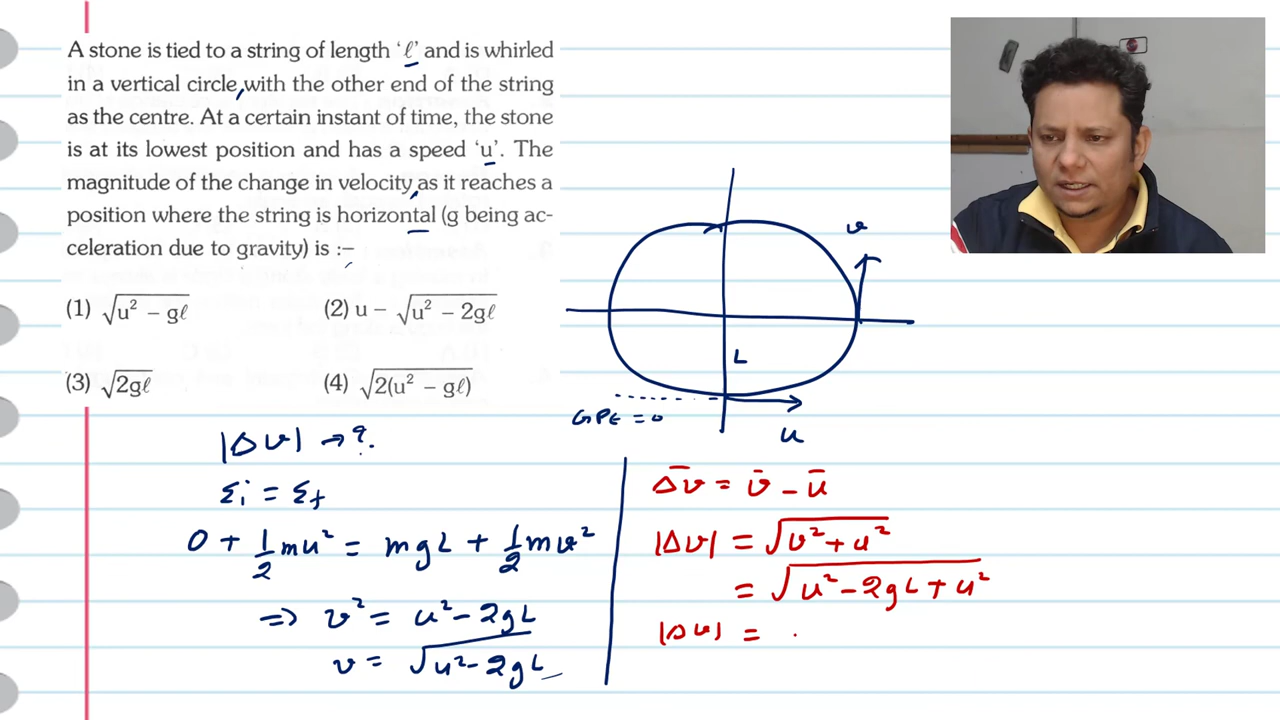 A stone is tied to a string of length 'ℓ' and is whirled
in a vertical circle, with the other end of the string
as the centre. At a certain instant of time, the stone
is at its lowest position and has a speed 'u'. The
magnitude of the change in velocity, as it reaches a
position where the string is horizontal (g being ac-
celeration due to gravity) is :–
(1) √(u² – gℓ) (2) u – √(u² – 2gℓ)
(3) √(2gℓ) (4) √(2(u² – gℓ))
v
L
GPE = 0
u
|Δv| → ?.
Ei = Ef
0 + 1/2 mu² = mgL + 1/2 mv²
⇒ v² = u² - 2gL
v = √(u² - 2gL)
Δv̄ = v̄ - ū
|Δv| = √(v² + u²)
= √(u² - 2gL + u²)
|Δv| =